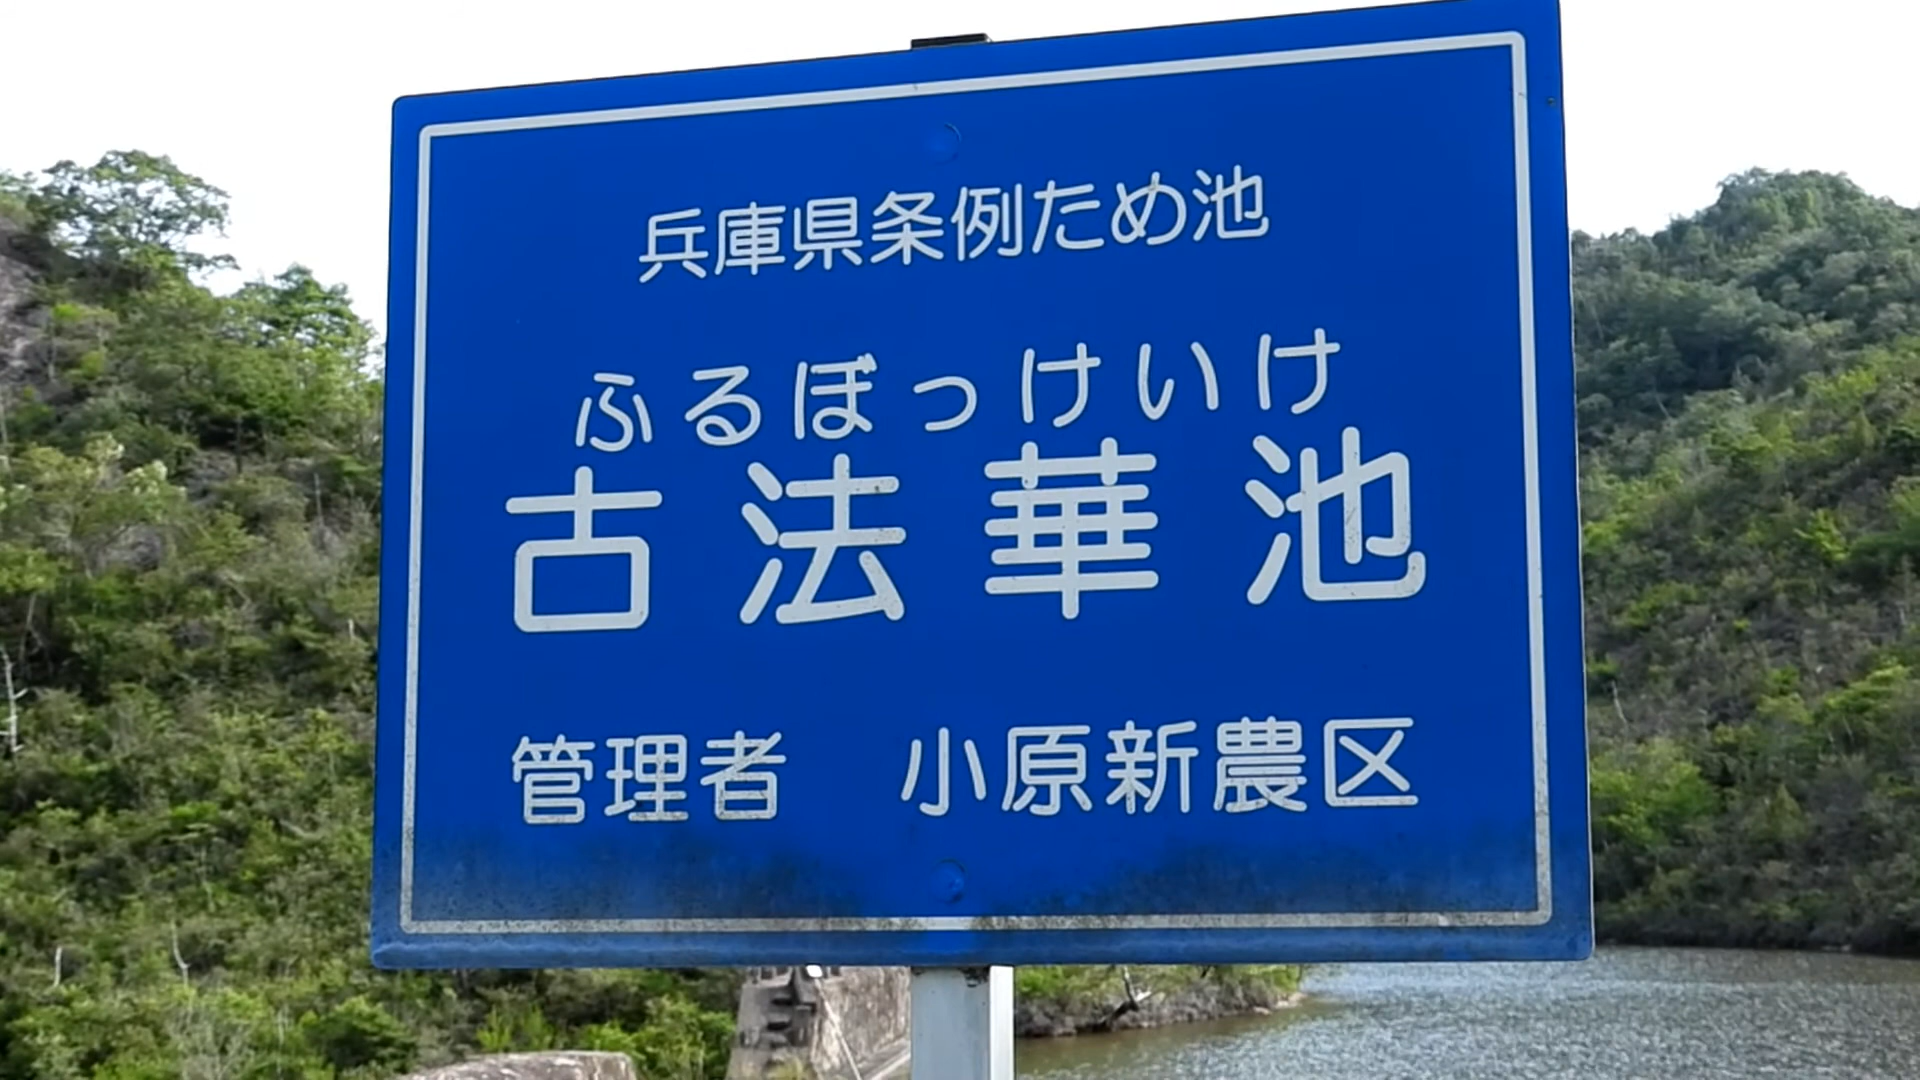 兵庫県条例ため池
ふるぼっけいけ
古法華池
管理者　小原新農区